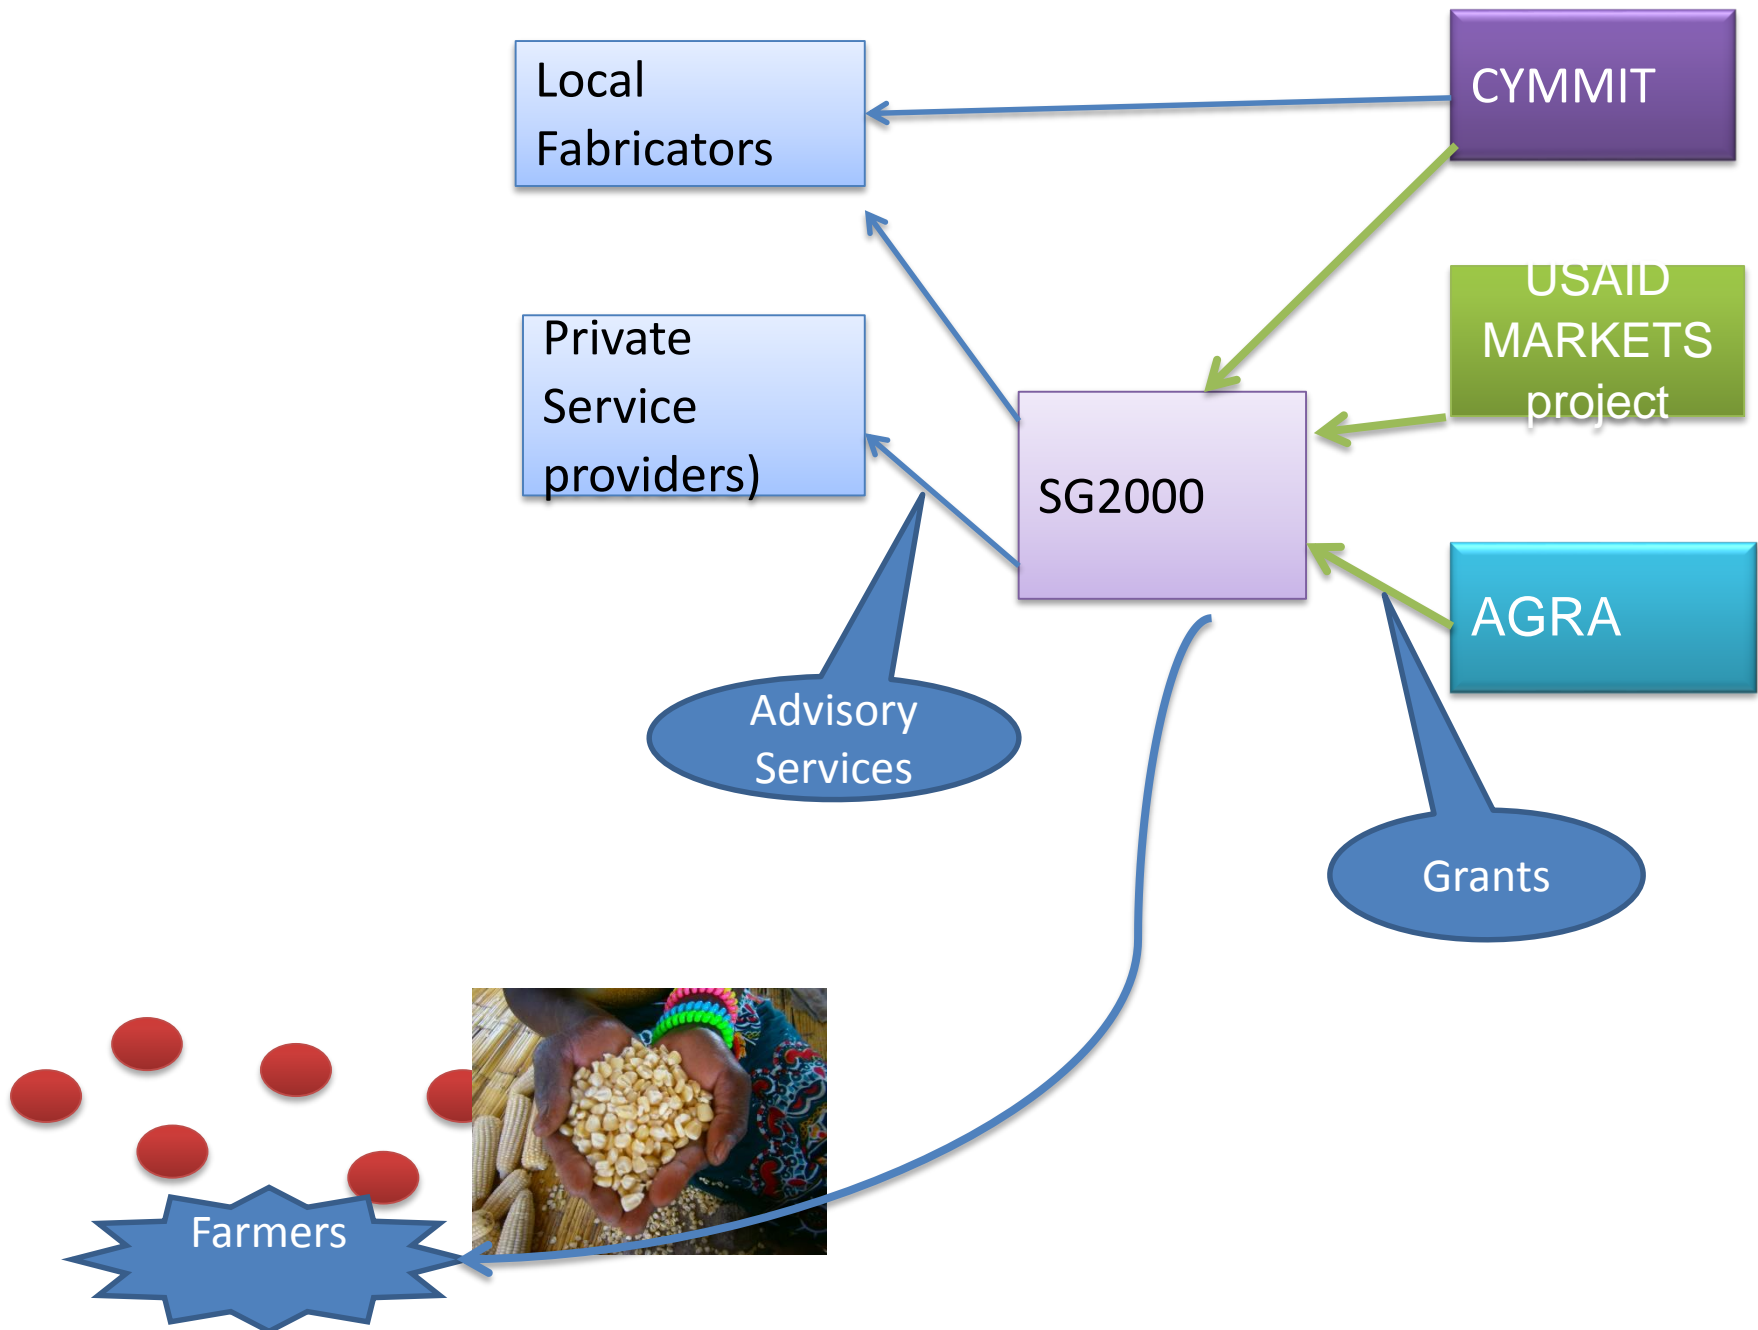 Local
Fabricators
CYMMIT
USAID
MARKETS
project
Private
Service
providers)
SG2000
AGRA
Advisory
Services
Grants
Farmers